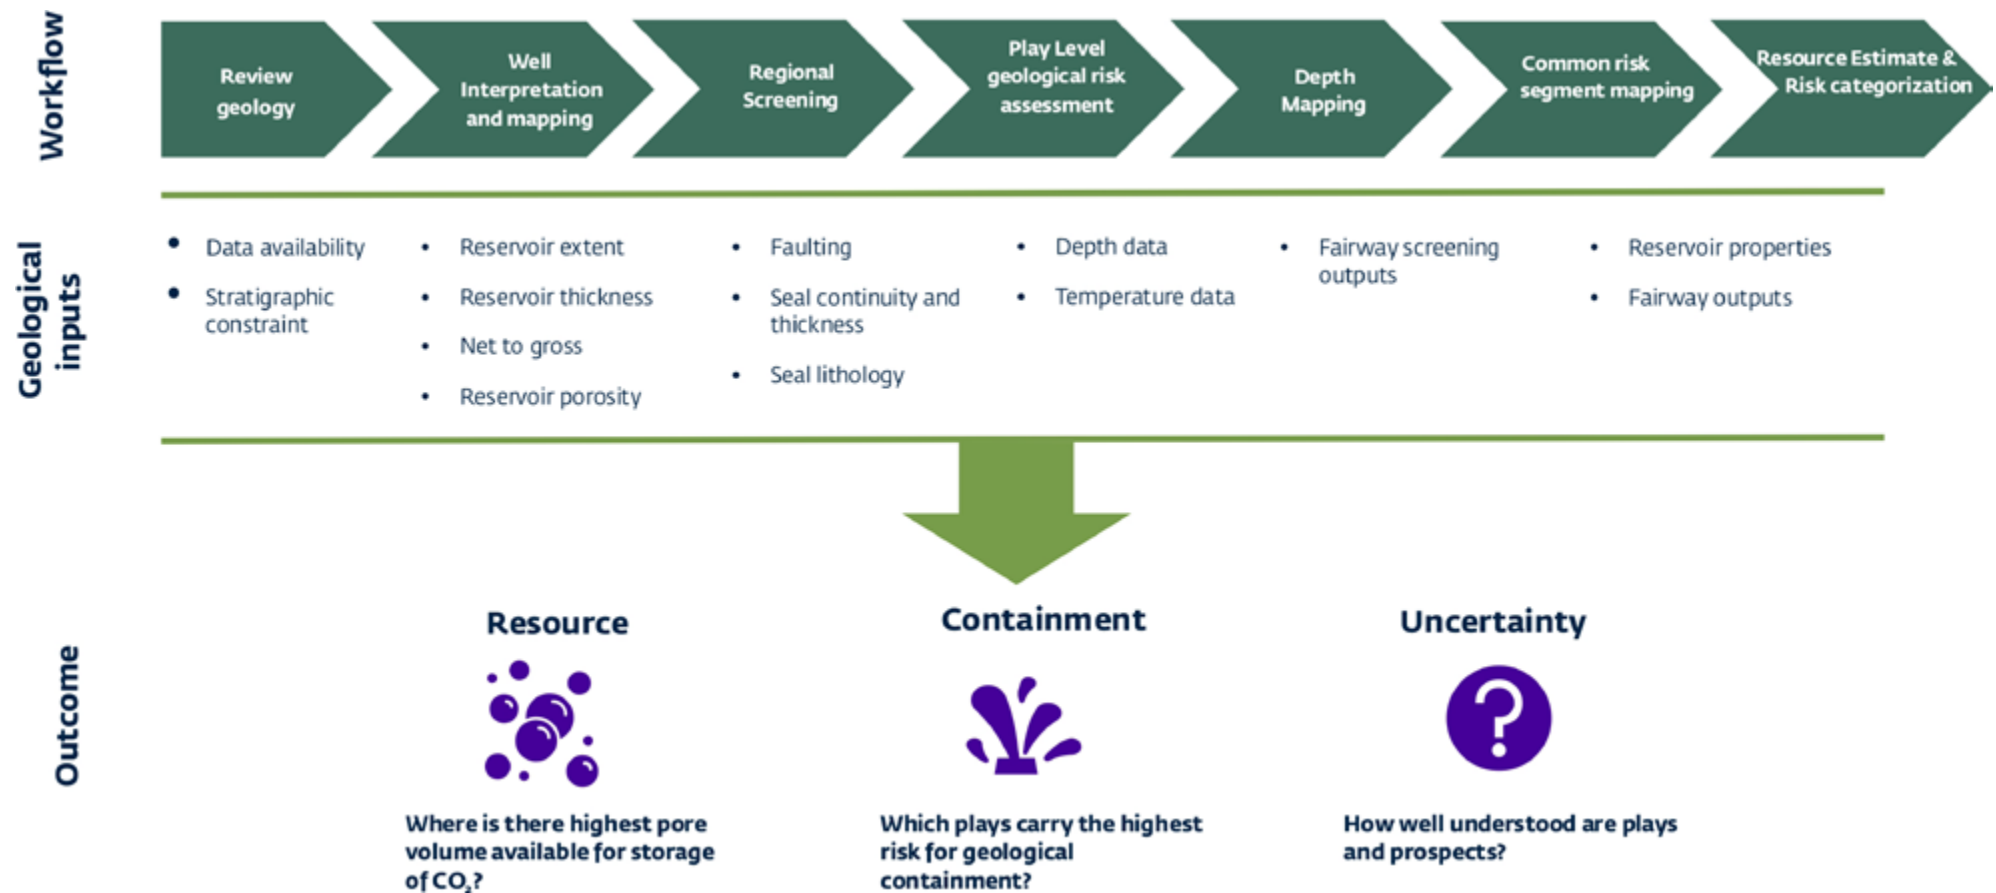 Workflow
Review
geology
Well
Interpretation
and mapping
Regional
Screening
Play Level
geological risk
assessment
Depth
Mapping
Common risk
segment mapping
Resource Estimate &
Risk categorization
Geological
inputs
• Data availability
• Stratigraphic
constraint
• Reservoir extent
• Reservoir thickness
• Net to gross
• Reservoir porosity
• Faulting
• Seal continuity and
thickness
• Seal lithology
• Depth data
• Temperature data
• Fairway screening
outputs
• Reservoir properties
• Fairway outputs
Outcome
Resource
Where is there highest pore
volume available for storage
of CO₂?
Containment
Which plays carry the highest
risk for geological
containment?
Uncertainty
?
How well understood are plays
and prospects?